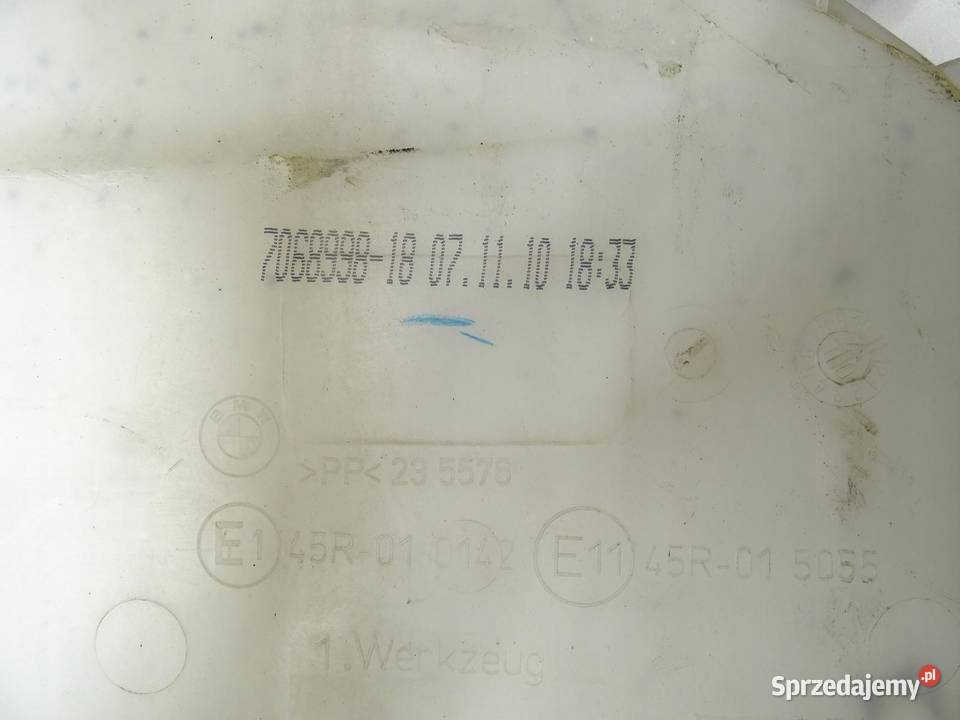 7068998-18 07.11.10 18:33
BMW
>PP< 23 5576
E1 45R-01 0142 E11 45R-01 5055
1.Werkzeug
Sprzedajemy.pl